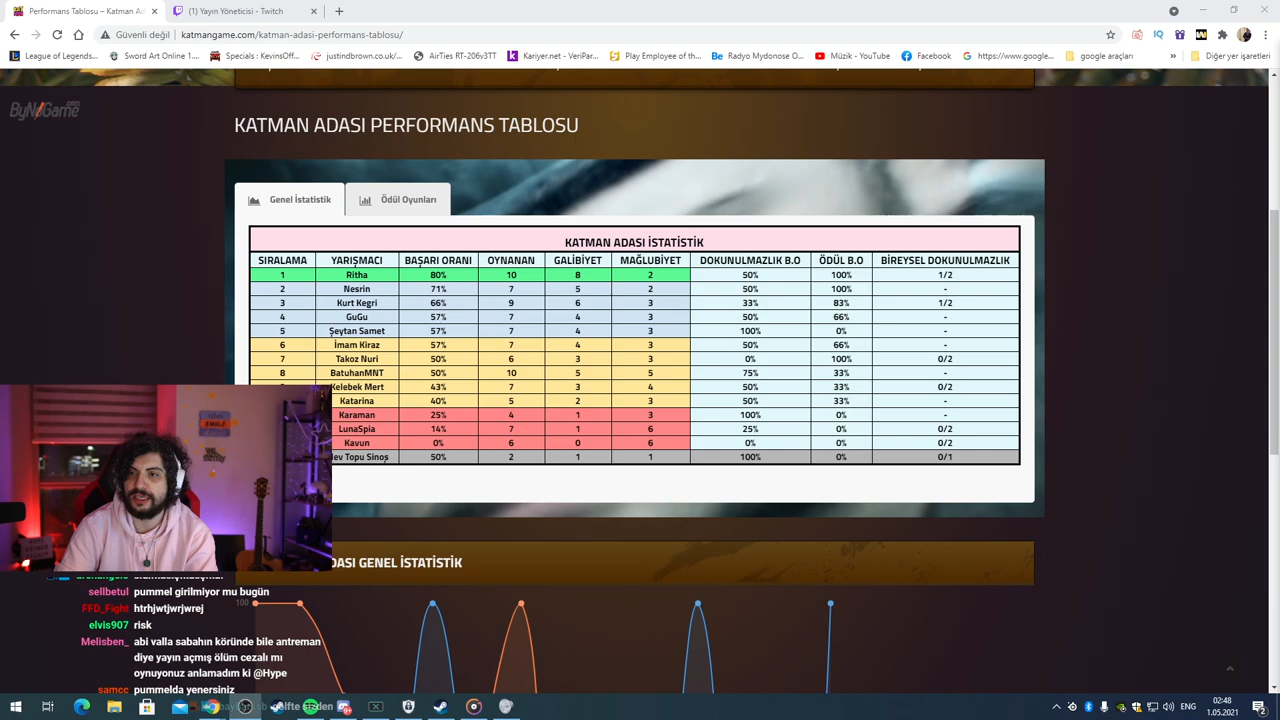 Performans Tablosu – Katman Ad
(1) Yayın Yöneticisi - Twitch
Güvenli değil
katmangame.com/katman-adasi-performans-tablosu/
League of Legends...
Sword Art Online 1....
Specials : KevinsOff...
justindbrown.co.uk/...
AirTies RT-206v3TT
Kariyer.net - VeriPar...
Play Employee of th...
Radyo Mydonose O...
Müzik - YouTube
Facebook
https://www.google...
google araçları
Diğer yer işaretleri
ByNoGame
KATMAN ADASI PERFORMANS TABLOSU
Genel İstatistik
Ödül Oyunları
KATMAN ADASI İSTATİSTİK
SIRALAMA YARIŞMACI BAŞARI ORANI OYNANAN GALİBİYET MAĞLUBİYET DOKUNULMAZLIK B.O ÖDÜL B.O BİREYSEL DOKUNULMAZLIK
1 Ritha 80% 10 8 2 50% 100% 1/2
2 Nesrin 71% 7 5 2 50% 100% -
3 Kurt Kegri 66% 9 6 3 33% 83% 1/2
4 GuGu 57% 7 4 3 50% 66% -
5 Şeytan Samet 57% 7 4 3 100% 0% -
6 İmam Kiraz 57% 7 4 3 50% 66% -
7 Takoz Nuri 50% 6 3 3 0% 100% 0/2
8 BatuhanMNT 50% 10 5 5 75% 33% -
Kelebek Mert 43% 7 3 4 50% 33% 0/2
Katarina 40% 5 2 3 50% 33% -
Karaman 25% 4 1 3 100% 0% -
LunaSpia 14% 7 1 6 25% 0% 0/2
Kavun 0% 6 0 6 0% 0% 0/2
ev Topu Sinoş 50% 2 1 1 100% 0% 0/1
DASI GENEL İSTATİSTİK
100
sellbetul pummel girilmiyor mu bugün
FFD_Fight htrhjwtjwrjwrej
elvis907 risk
Melisben_ abi valla sabahın köründe bile antreman
diye yayın açmış ölüm cezalı mı
oynuyonuz anlamadım ki @Hype
samcc pummelda yenersiniz
golfte sizden
ENG
02:48
1.05.2021
2